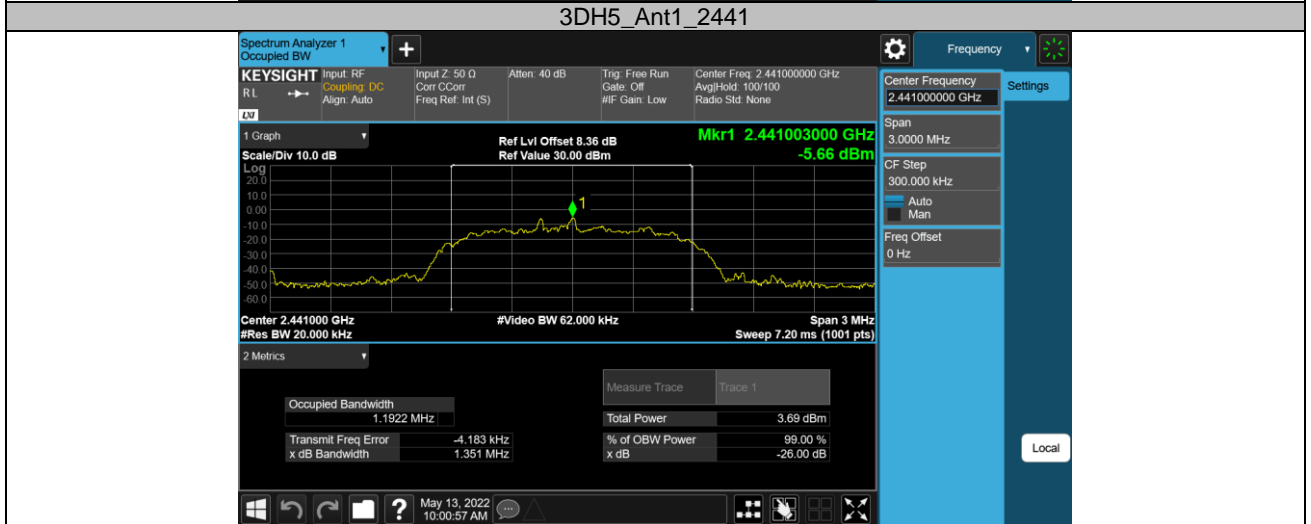 3DH5_Ant1_2441
Spectrum Analyzer 1
Occupied BW
+
Frequency
KEYSIGHT
RL
LXI
Input: RF
Coupling: DC
Align: Auto
Input Z: 50 Ω
Corr CCorr
Freq Ref: Int (S)
Atten: 40 dB
Trig: Free Run
Gate: Off
#IF Gain: Low
Center Freq: 2.441000000 GHz
Avg|Hold: 100/100
Radio Std: None
Center Frequency
2.441000000 GHz
Settings
Span
3.0000 MHz
CF Step
300.000 kHz
Auto
Man
Freq Offset
0 Hz
1 Graph
Scale/Div 10.0 dB
Ref Lvl Offset 8.36 dB
Ref Value 30.00 dBm
Mkr1 2.441003000 GHz
-5.66 dBm
Log
20.0
10.0
0.00
-10.0
-20.0
-30.0
-40.0
-50.0
-60.0
1
Center 2.441000 GHz
#Res BW 20.000 kHz
#Video BW 62.000 kHz
Span 3 MHz
Sweep 7.20 ms (1001 pts)
2 Metrics
Measure Trace Trace 1
Occupied Bandwidth
1.1922 MHz
Total Power 3.69 dBm
Transmit Freq Error -4.183 kHz
% of OBW Power 99.00 %
x dB Bandwidth 1.351 MHz
x dB -26.00 dB
Local
?
May 13, 2022
10:00:57 AM